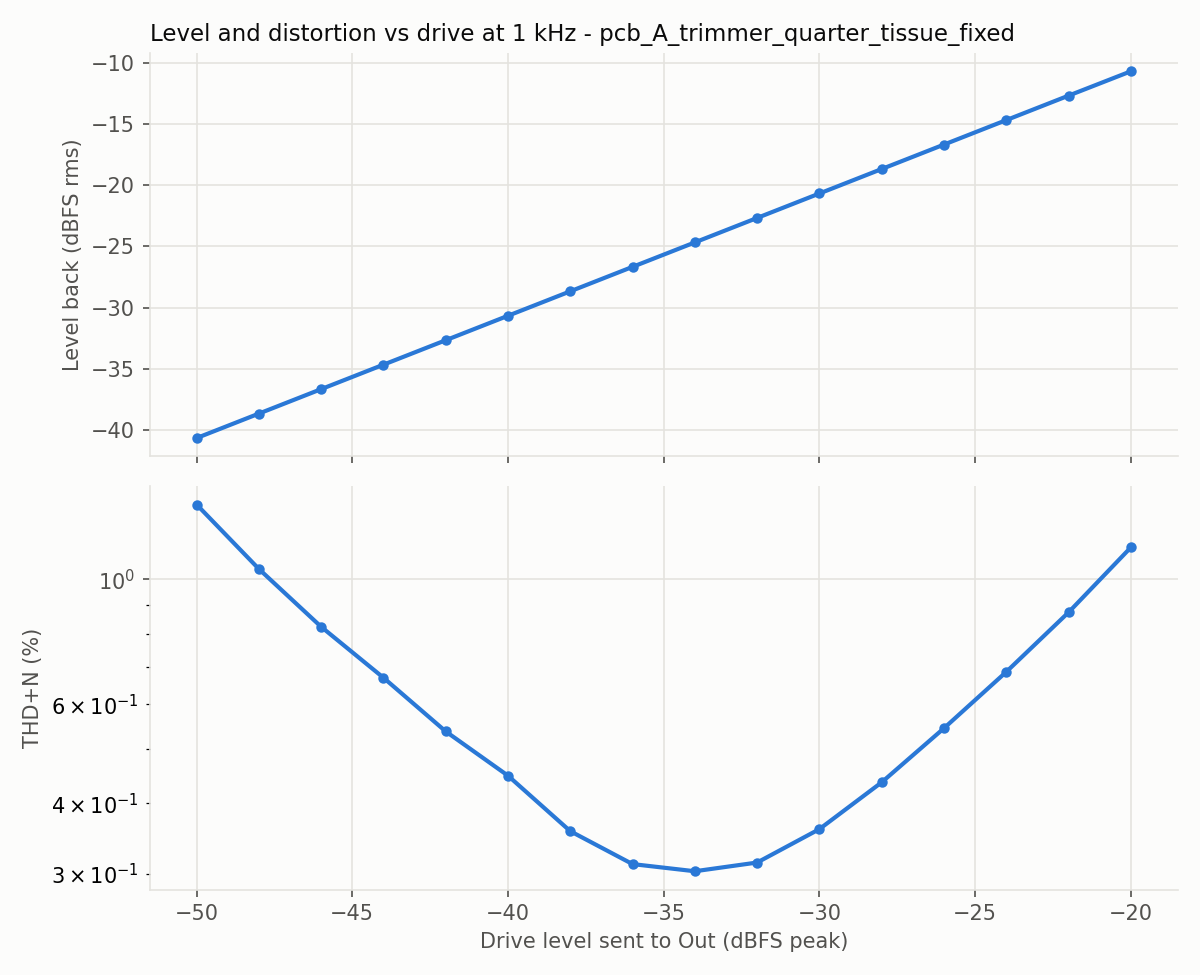 Level and distortion vs drive at 1 kHz - pcb_A_trimmer_quarter_tissue_fixed
−10
−15
−20
−25
−30
−35
−40
Level back (dBFS rms)
10⁰
6 × 10⁻¹
4 × 10⁻¹
3 × 10⁻¹
THD+N (%)
−50 −45 −40 −35 −30 −25 −20
Drive level sent to Out (dBFS peak)